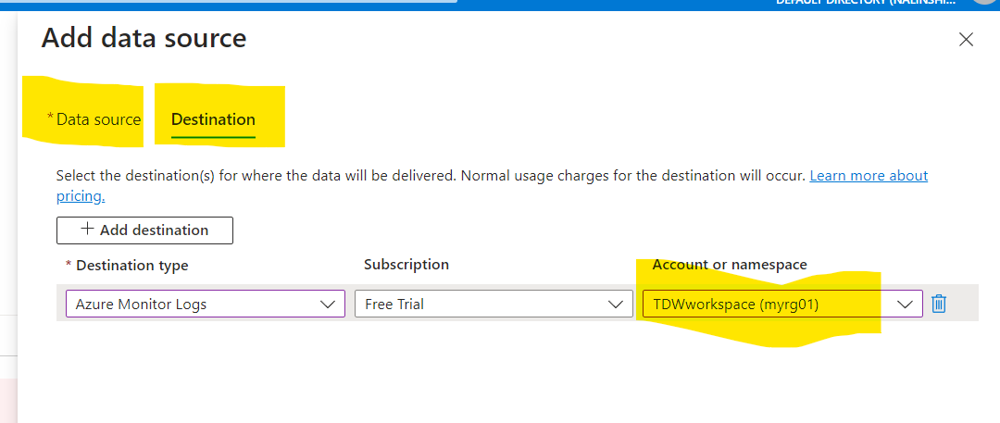 DEFAULT DIRECTORY (NALINSHI...
Add data source
* Data source
Destination
Select the destination(s) for where the data will be delivered. Normal usage charges for the destination will occur. Learn more about
pricing.
+ Add destination
* Destination type
Subscription
Account or namespace
Azure Monitor Logs
Free Trial
TDWworkspace (myrg01)